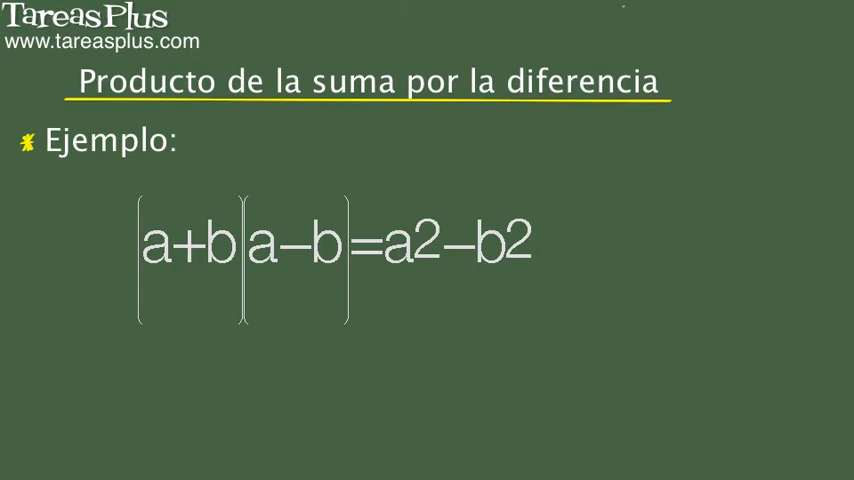 TareasPlus
www.tareasplus.com
Producto de la suma por la diferencia
* Ejemplo:
(a+b)(a−b)=a2−b2